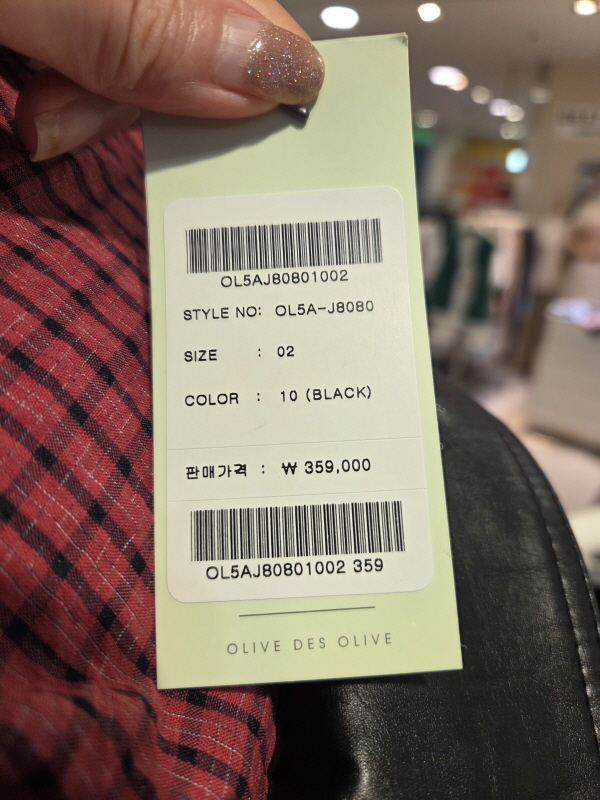 OL5AJ80801002
STYLE NO: OL5A-J8080
SIZE : 02
COLOR : 10 (BLACK)
판매가격 : ₩ 359,000
OL5AJ80801002 359
OLIVE DES OLIVE